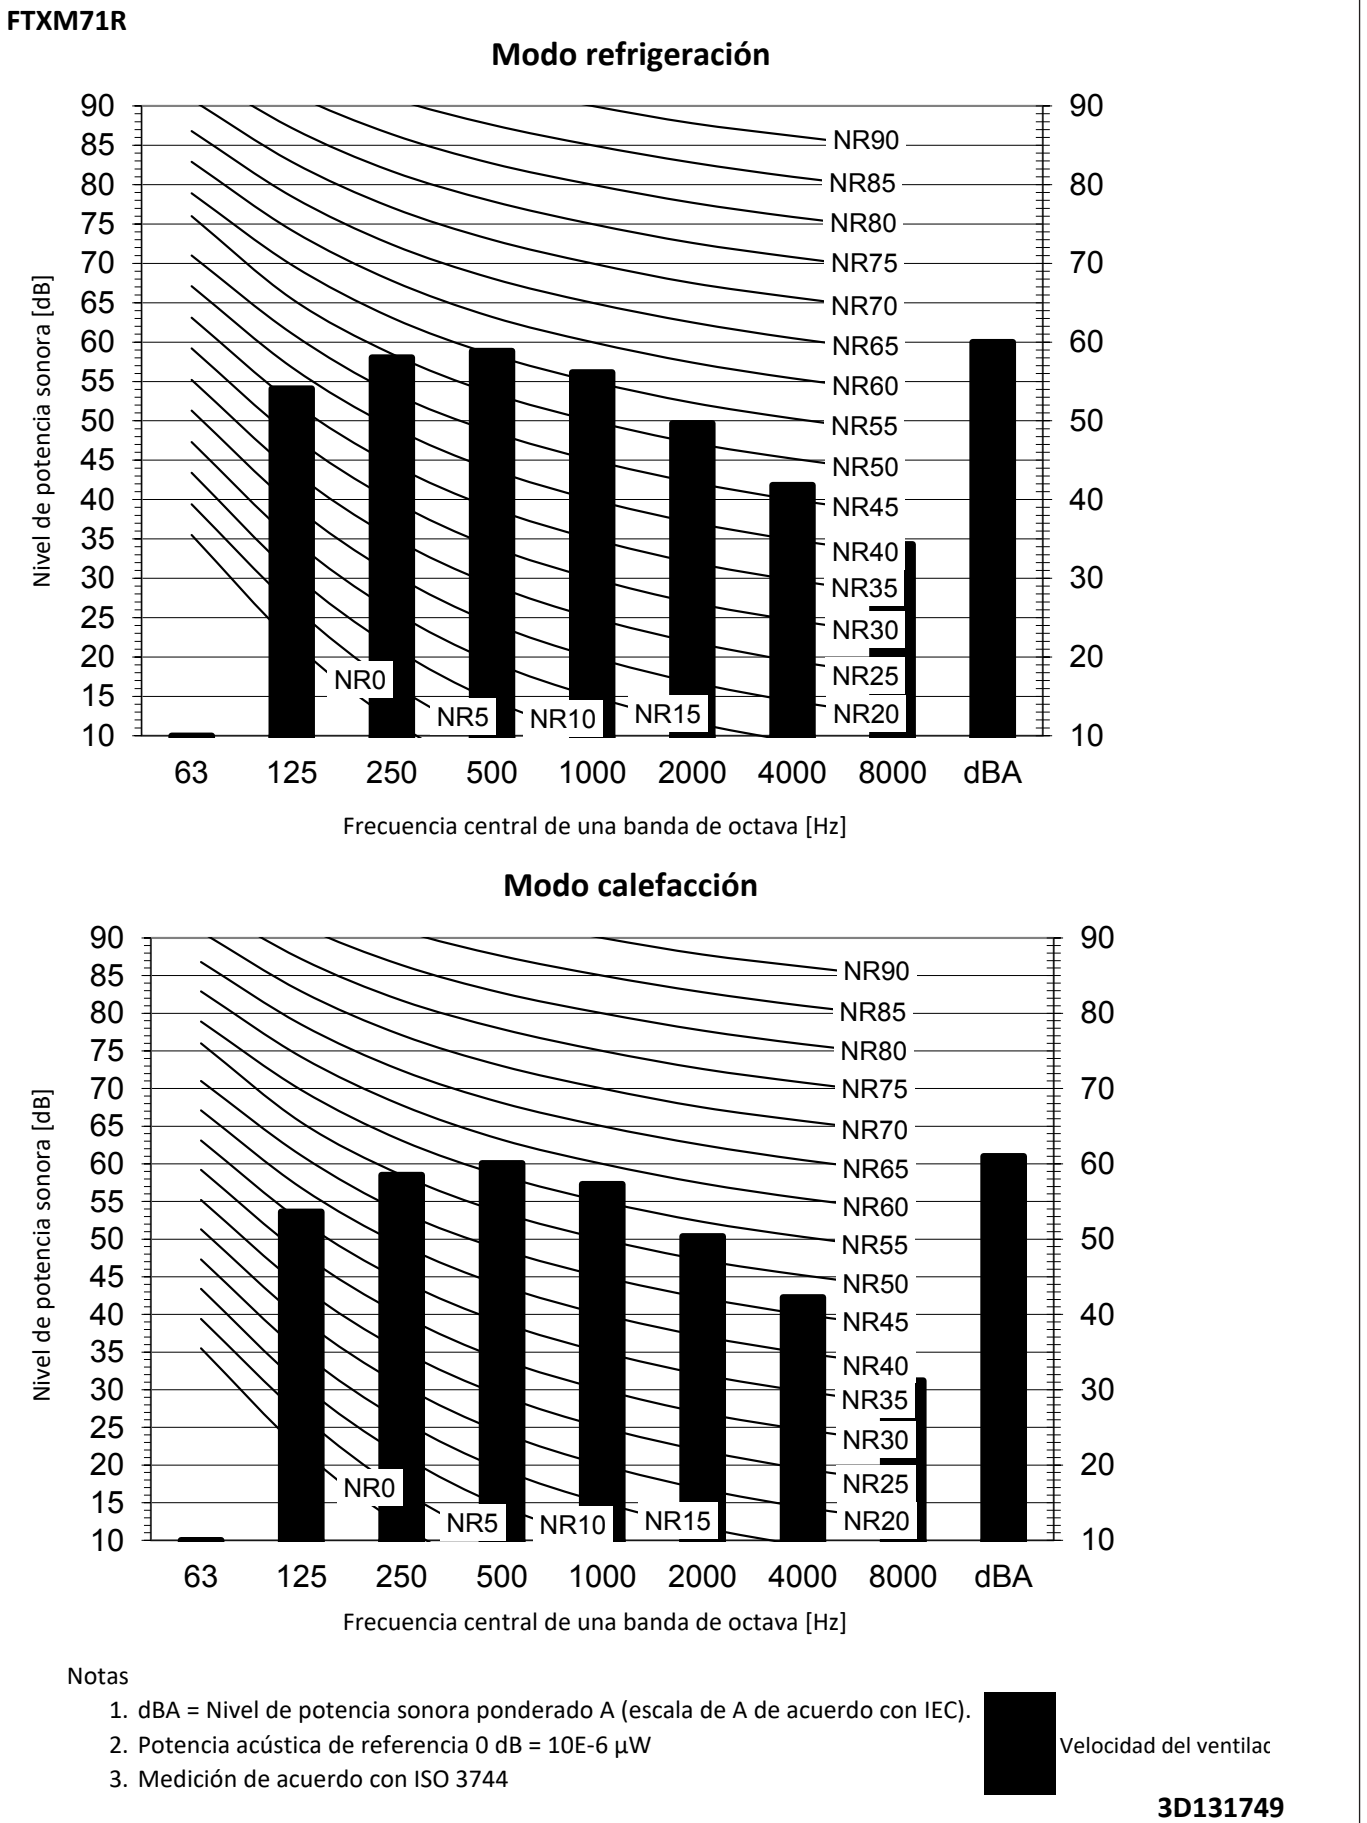 FTXM71R
Modo refrigeración
Nivel de potencia sonora [dB]
90 90
85
80 80
75
70 70
65
60 60
55
50 50
45
40 40
35
30 30
25
20 20
15
10 10
NR90
NR85
NR80
NR75
NR70
NR65
NR60
NR55
NR50
NR45
NR40
NR35
NR30
NR25
NR20
NR0 NR5 NR10 NR15
63 125 250 500 1000 2000 4000 8000 dBA
Frecuencia central de una banda de octava [Hz]
Modo calefacción
Nivel de potencia sonora [dB]
90 90
85
80 80
75
70 70
65
60 60
55
50 50
45
40 40
35
30 30
25
20 20
15
10 10
NR90
NR85
NR80
NR75
NR70
NR65
NR60
NR55
NR50
NR45
NR40
NR35
NR30
NR25
NR20
NR0 NR5 NR10 NR15
63 125 250 500 1000 2000 4000 8000 dBA
Frecuencia central de una banda de octava [Hz]
Notas
1. dBA = Nivel de potencia sonora ponderado A (escala de A de acuerdo con IEC).
2. Potencia acústica de referencia 0 dB = 10E-6 µW
3. Medición de acuerdo con ISO 3744
Velocidad del
3D131749